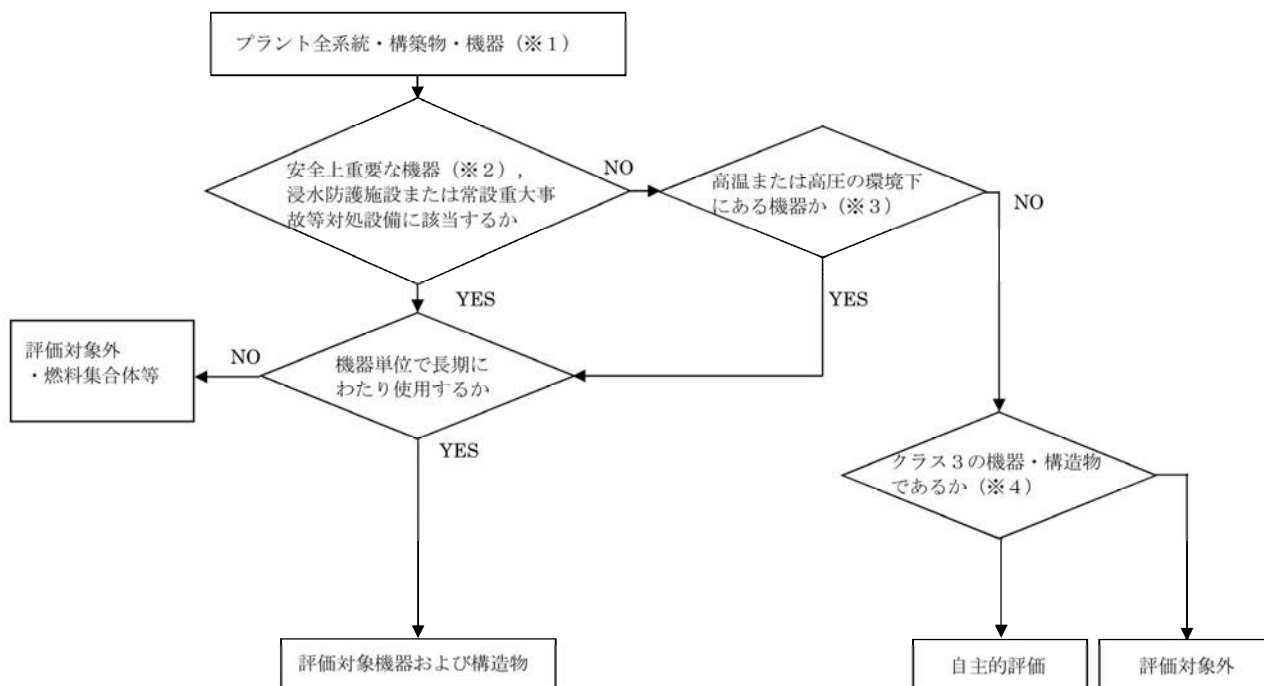 プラント全系統・構築物・機器（※１）
安全上重要な機器（※２），
浸水防護施設または常設重大事
故等対処設備に該当するか
NO
高温または高圧の環境下
にある機器か（※３）
NO
YES
YES
評価対象外
・燃料集合体等
NO
機器単位で長期に
わたり使用するか
YES
クラス３の機器・構造物
であるか（※４）
評価対象機器および構造物
自主的評価
評価対象外